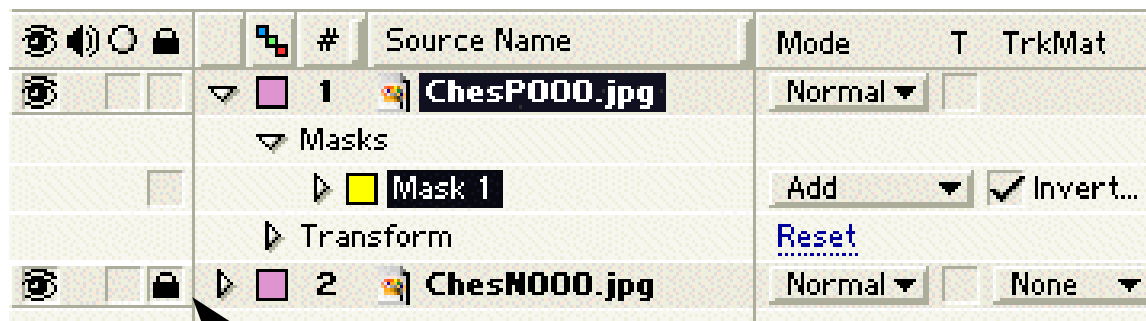 # Source Name Mode T TrkMat
1 ChesP000.jpg Normal
Masks
Mask 1 Add Invert...
Transform Reset
2 ChesN000.jpg Normal None